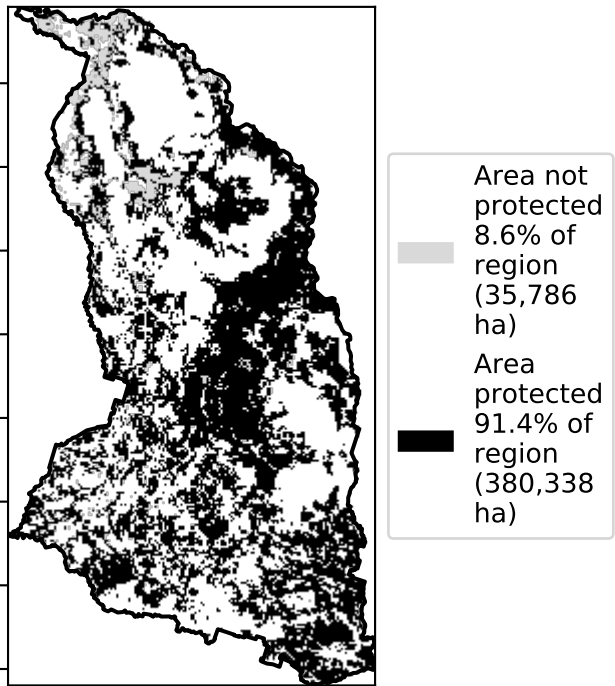 Area not
protected
8.6% of
region
(35,786
ha)
Area
protected
91.4% of
region
(380,338
ha)